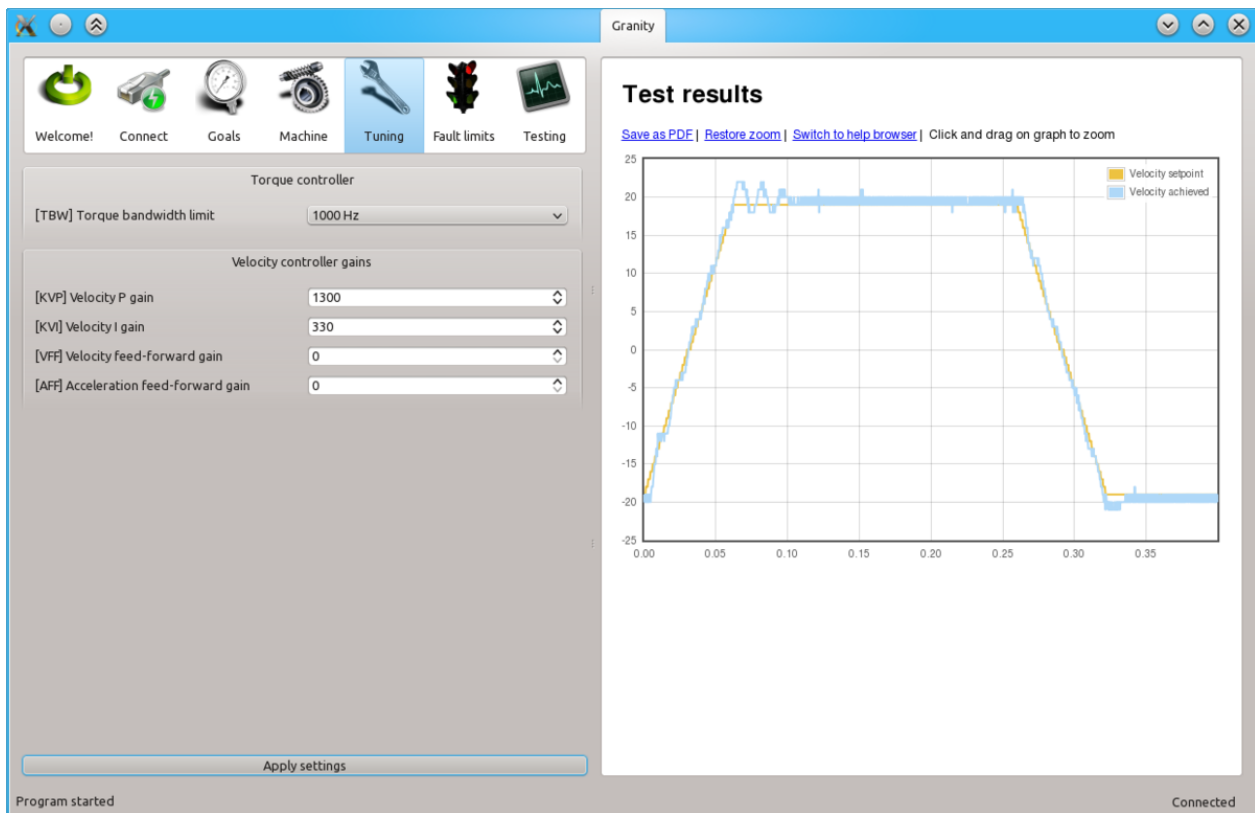 Granity
Welcome! Connect Goals Machine Tuning Fault limits Testing
Torque controller
[TBW] Torque bandwidth limit 1000 Hz
Velocity controller gains
[KVP] Velocity P gain 1300
[KVI] Velocity I gain 330
[VFF] Velocity feed-forward gain 0
[AFF] Acceleration feed-forward gain 0
Apply settings
Test results
Save as PDF | Restore zoom | Switch to help browser | Click and drag on graph to zoom
25
20
15
10
5
0
-5
-10
-15
-20
-25
Velocity setpoint
Velocity achieved
0.00 0.05 0.10 0.15 0.20 0.25 0.30 0.35
Program started Connected